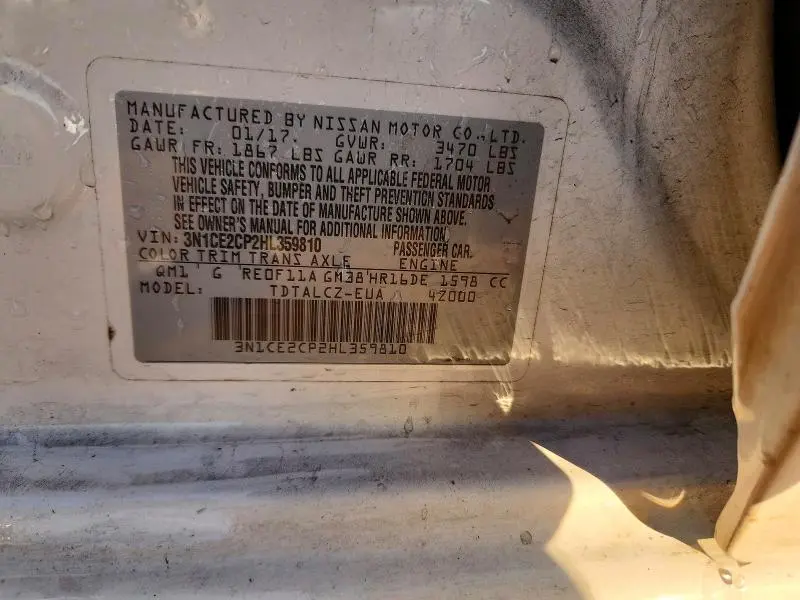 MANUFACTURED BY NISSAN MOTOR CO.,LTD.
DATE: 01/17. GVWR: 3470 LBS
GAWR FR: 1867 LBS GAWR RR: 1704 LBS
THIS VEHICLE CONFORMS TO ALL APPLICABLE FEDERAL MOTOR
VEHICLE SAFETY, BUMPER AND THEFT PREVENTION STANDARDS
IN EFFECT ON THE DATE OF MANUFACTURE SHOWN ABOVE.
SEE OWNER'S MANUAL FOR ADDITIONAL INFORMATION.
VIN: 3N1CE2CP2HL359810 PASSENGER CAR.
COLOR TRIM TRANS AXLE ENGINE
QM1 G RE0F11A GM38 HR16DE 1598 CC
MODEL: TDTALCZ-EUA 42000
3N1CE2CP2HL359810